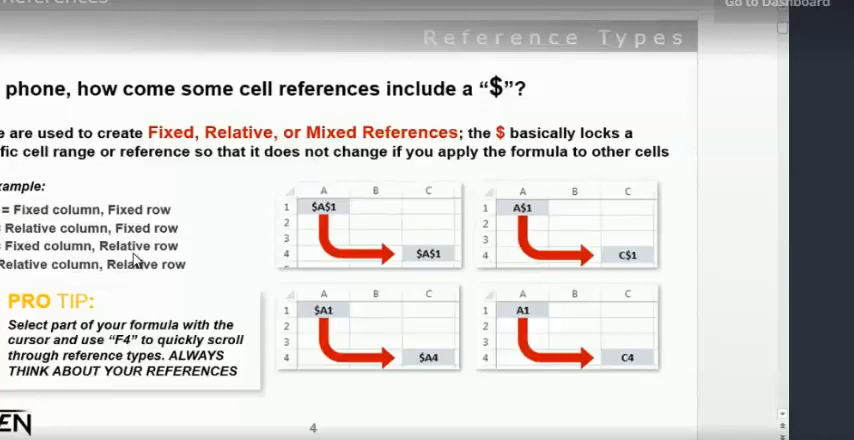 References
Go to Dashboard
Reference Types
phone, how come some cell references include a “$”?
e are used to create Fixed, Relative, or Mixed References; the $ basically locks a
fic cell range or reference so that it does not change if you apply the formula to other cells
xample:
= Fixed column, Fixed row
= Relative column, Fixed row
= Fixed column, Relative row
Relative column, Relative row
A B C
1 $A$1
2
3
4 $A$1
A B C
1 A$1
2
3
4 C$1
PRO TIP:
Select part of your formula with the
cursor and use “F4” to quickly scroll
through reference types. ALWAYS
THINK ABOUT YOUR REFERENCES
A B C
1 $A1
2
3
4 $A4
A B C
1 A1
2
3
4 C4
EN
4